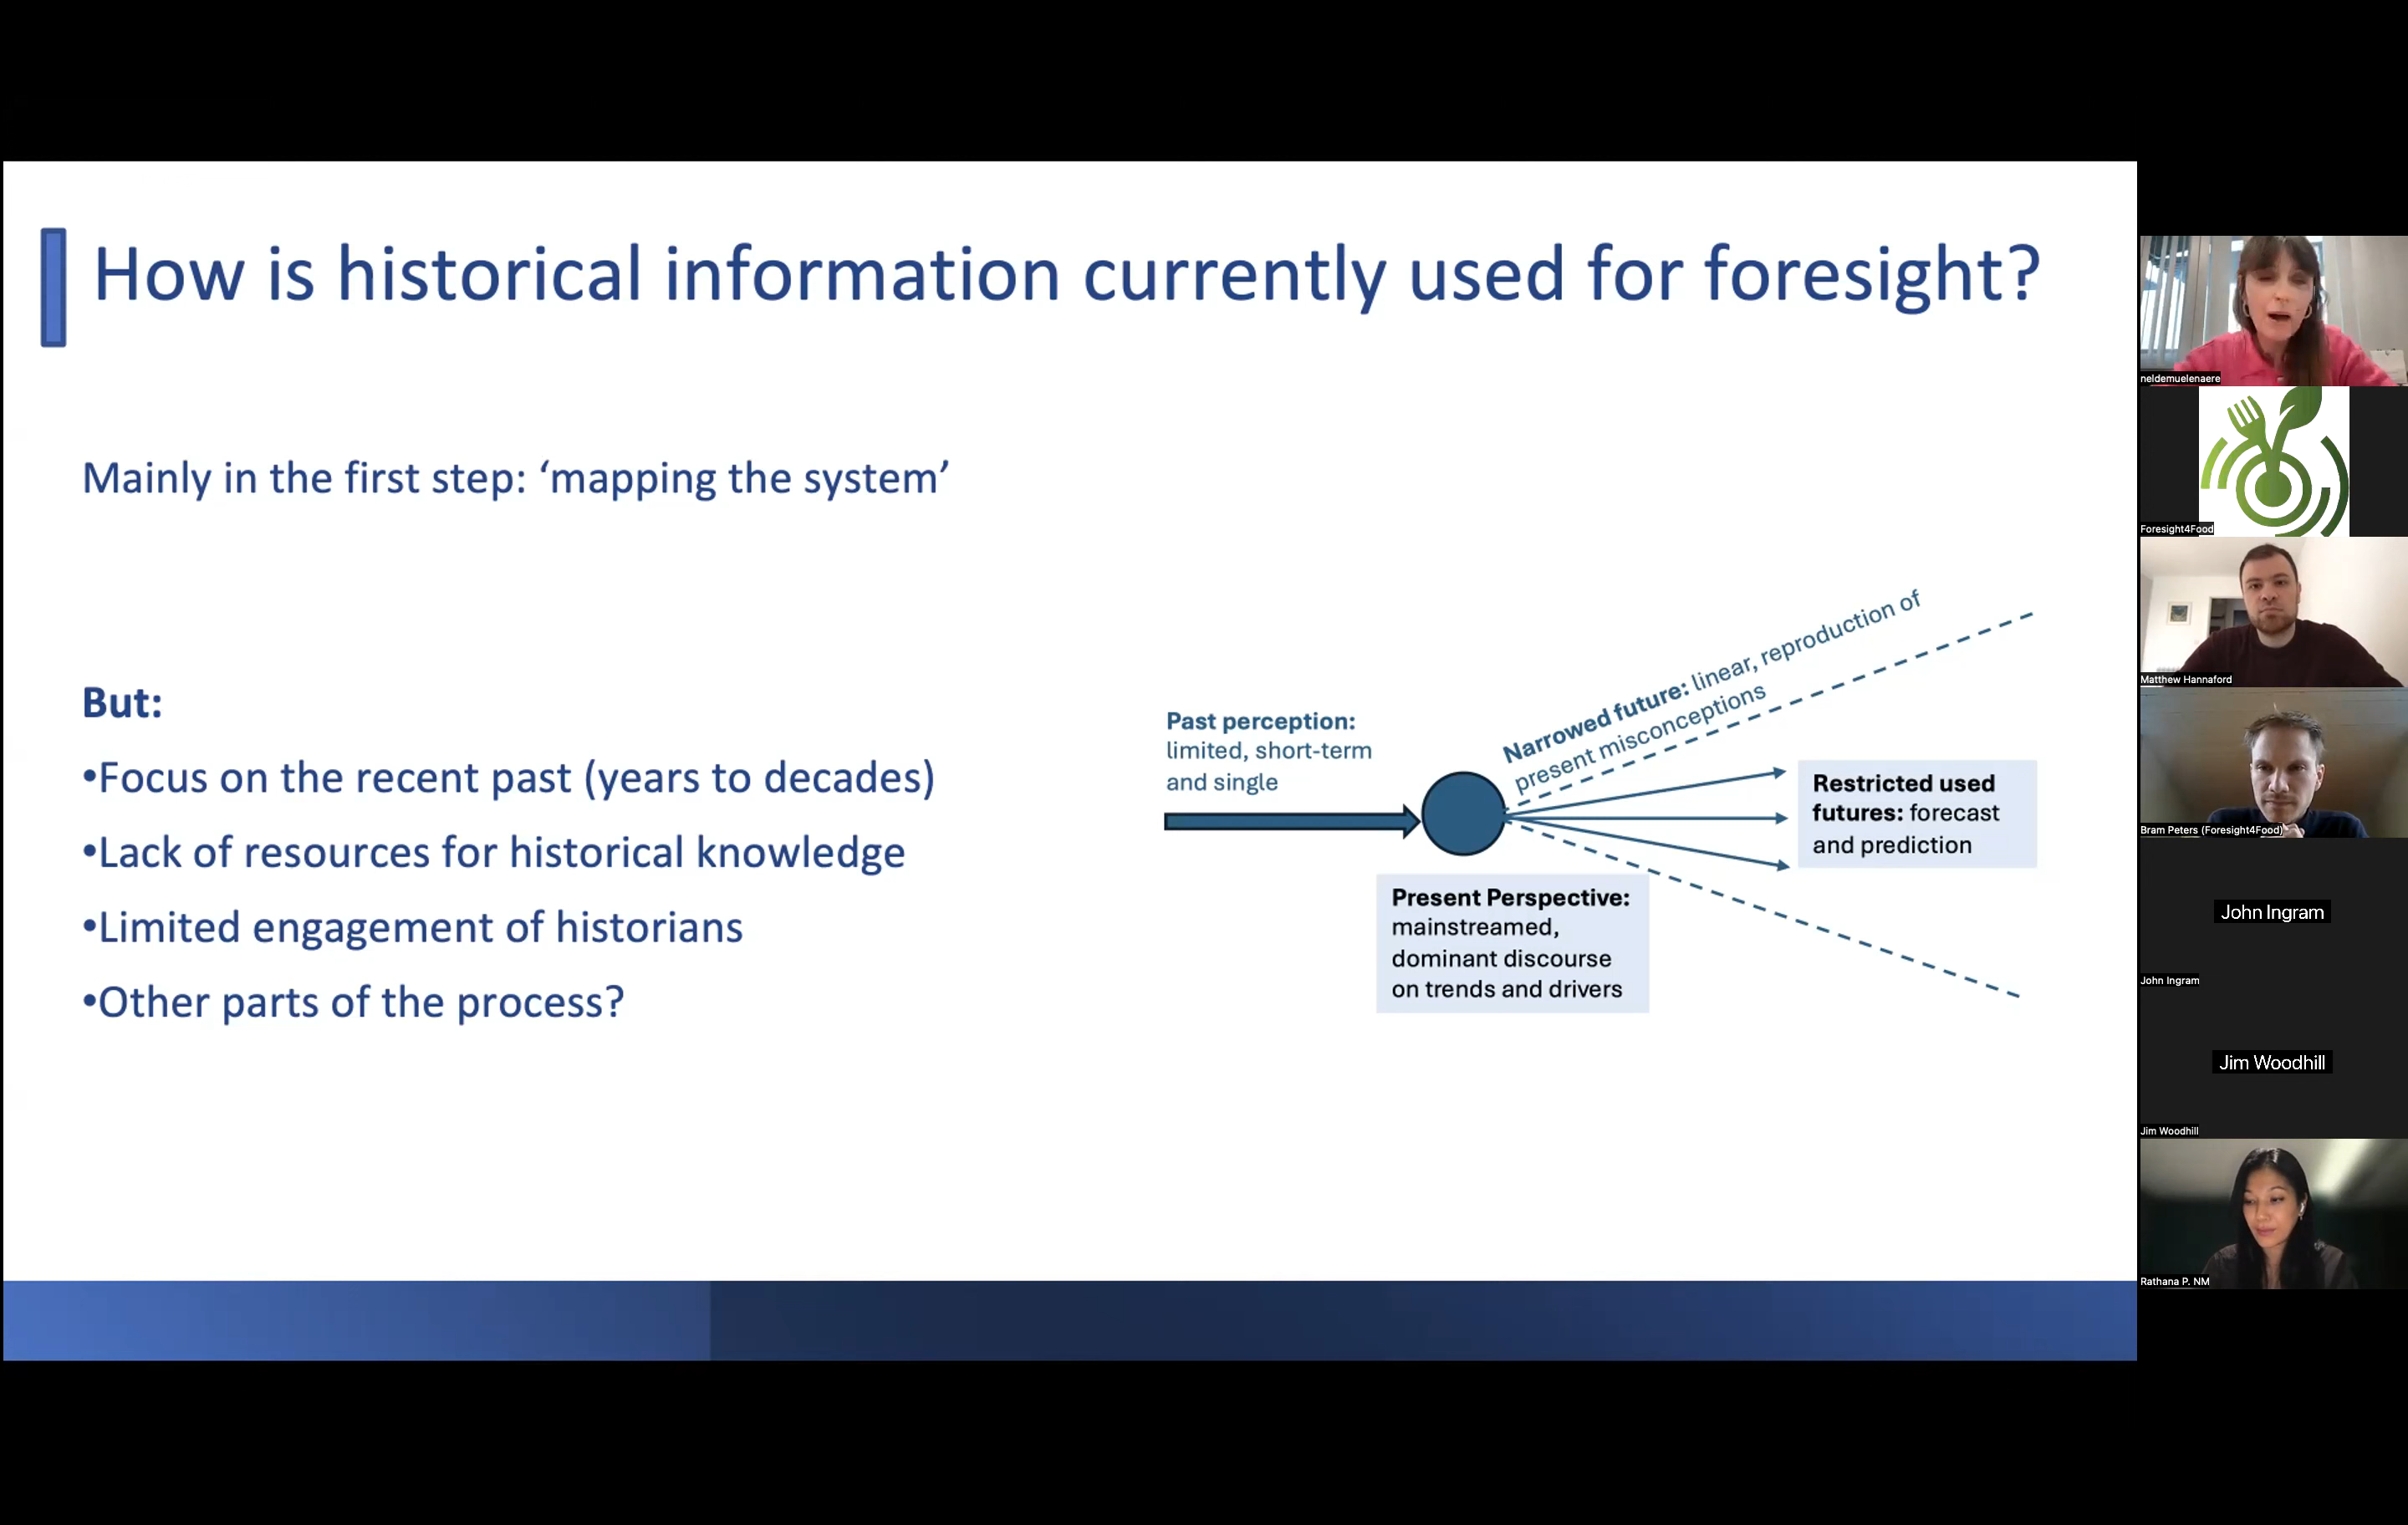 How is historical information currently used for foresight?
Mainly in the first step: ‘mapping the system’
But:
•Focus on the recent past (years to decades)
•Lack of resources for historical knowledge
•Limited engagement of historians
•Other parts of the process?
Past perception:
limited, short-term
and single
Narrowed future: linear, reproduction of
present misconceptions
Restricted used
futures: forecast
and prediction
Present Perspective:
mainstreamed,
dominant discourse
on trends and drivers
neldemuelenaere
Foresight4Food
Matthew Hannaford
Bram Peters (Foresight4Food)
John Ingram
John Ingram
Jim Woodhill
Jim Woodhill
Rathana P. NM